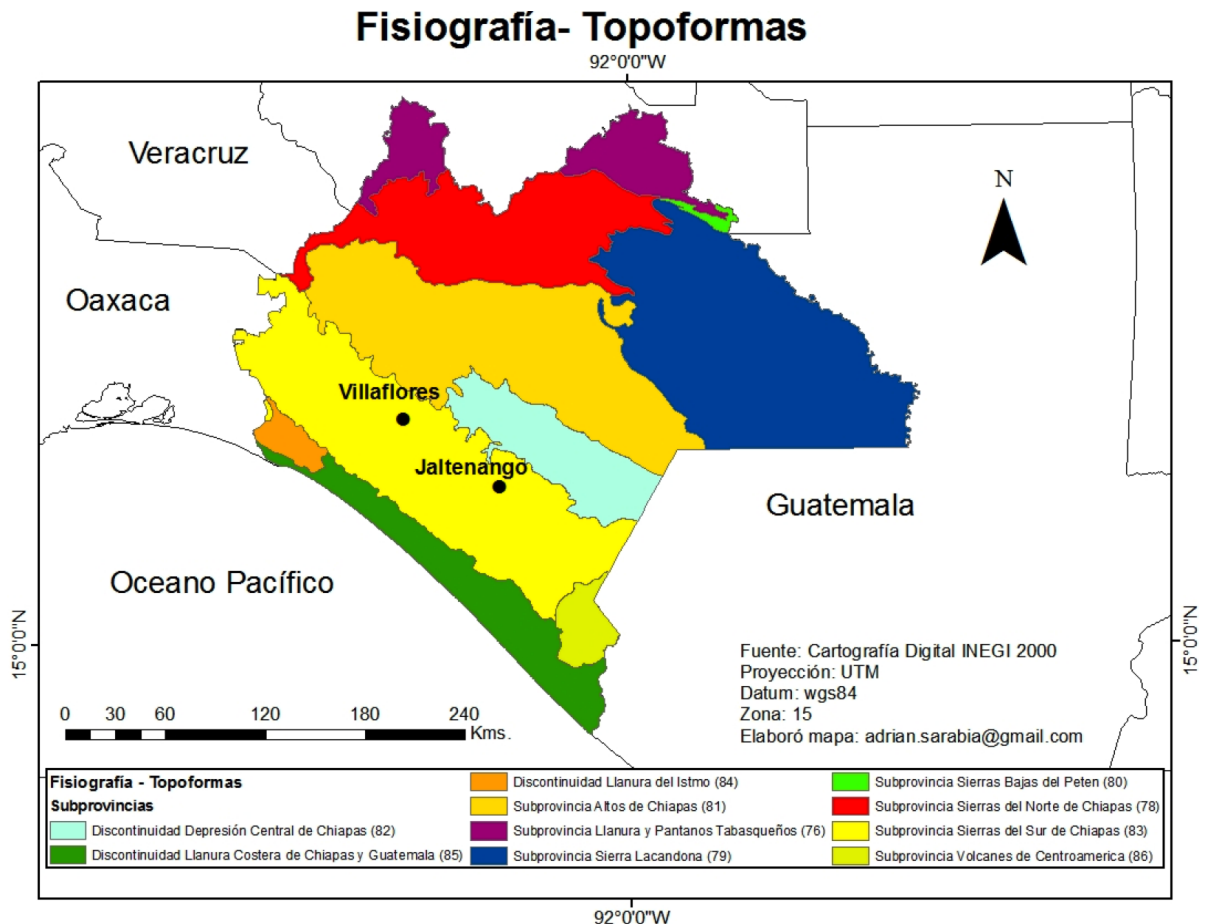 Fisiografía- Topoformas
92°0'0"W
Veracruz
N
Oaxaca
Villaflores
Jaltenango
Guatemala
Oceano Pacífico
15°0'0"N
15°0'0"N
Fuente: Cartografía Digital INEGI 2000
Proyección: UTM
Datum: wgs84
Zona: 15
Elaboró mapa: adrian.sarabia@gmail.com
0 30 60 120 180 240
Kms.
Fisiografía - Topoformas
Subprovincias
Discontinuidad Depresión Central de Chiapas (82)
Discontinuidad Llanura Costera de Chiapas y Guatemala (85)
Discontinuidad Llanura del Istmo (84)
Subprovincia Altos de Chiapas (81)
Subprovincia Llanura y Pantanos Tabasqueños (76)
Subprovincia Sierra Lacandona (79)
Subprovincia Sierras Bajas del Peten (80)
Subprovincia Sierras del Norte de Chiapas (78)
Subprovincia Sierras del Sur de Chiapas (83)
Subprovincia Volcanes de Centroamerica (86)
92°0'0"W